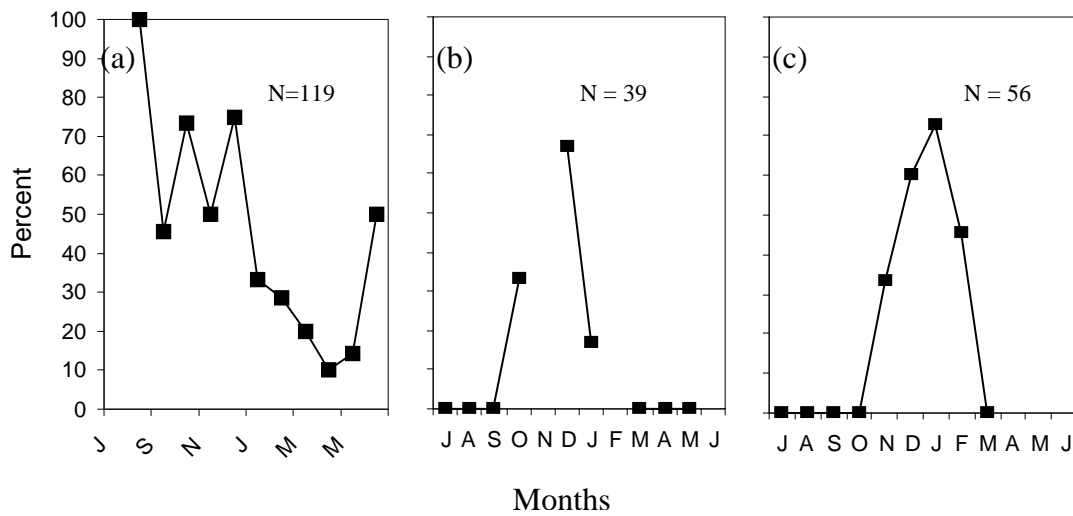 (a)
N=119
Percent
100
90
80
70
60
50
40
30
20
10
0
J S N J M M
(b)
N = 39
J A S O N D J F M A M J
(c)
N = 56
J A S O N D J F M A M J
Months